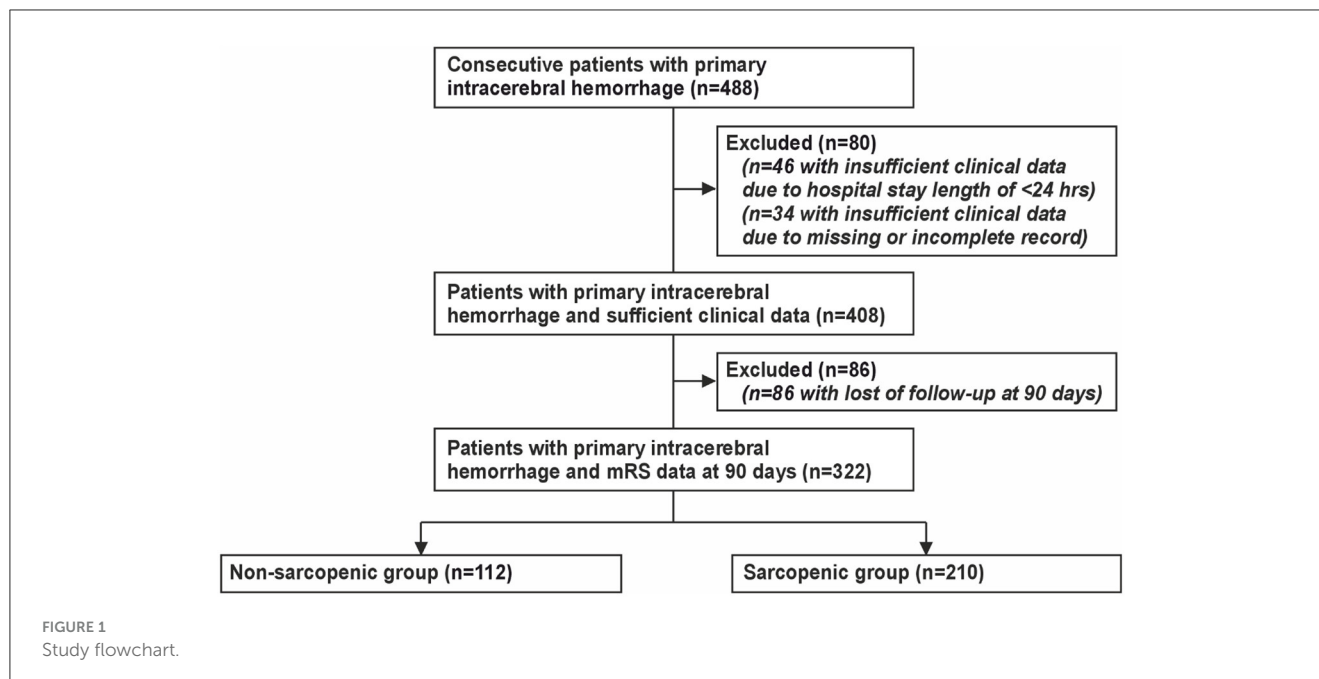 Consecutive patients with primary
intracerebral hemorrhage (n=488)
Excluded (n=80)
(n=46 with insufficient clinical data
due to hospital stay length of <24 hrs)
(n=34 with insufficient clinical data
due to missing or incomplete record)
Patients with primary intracerebral
hemorrhage and sufficient clinical data (n=408)
Excluded (n=86)
(n=86 with lost of follow-up at 90 days)
Patients with primary intracerebral
hemorrhage and mRS data at 90 days (n=322)
Non-sarcopenic group (n=112)
Sarcopenic group (n=210)
FIGURE 1
Study flowchart.